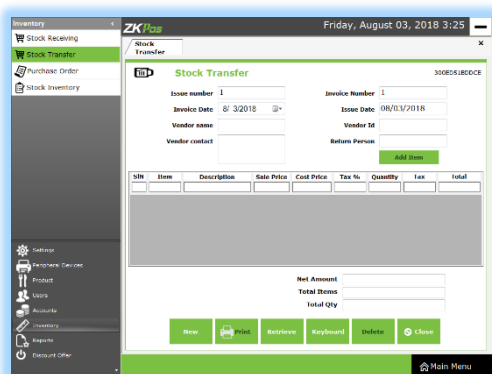 Inventory
Stock Receiving
Stock Transfer
Purchase Order
Stock Inventory
Settings
Peripheral Devices
Product
Users
Accounts
Inventory
Reports
Discount Offer
ZKPos
Friday, August 03, 2018 3:25
Stock
Transfer
x
Stock Transfer
300ED51BDDCE
Issue number 1 Invoice Number 1
Invoice Date 8/ 3/2018 Issue Date 08/03/2018
Vendor name Vendor Id
Vendor contact Return Person
Add Item
SlN Item Description Sale Price Cost Price Tax % Quantity Tax Total
Net Amount
Total Items
Total Qty
New Print Retrieve Keyboard Delete Close
Main Menu